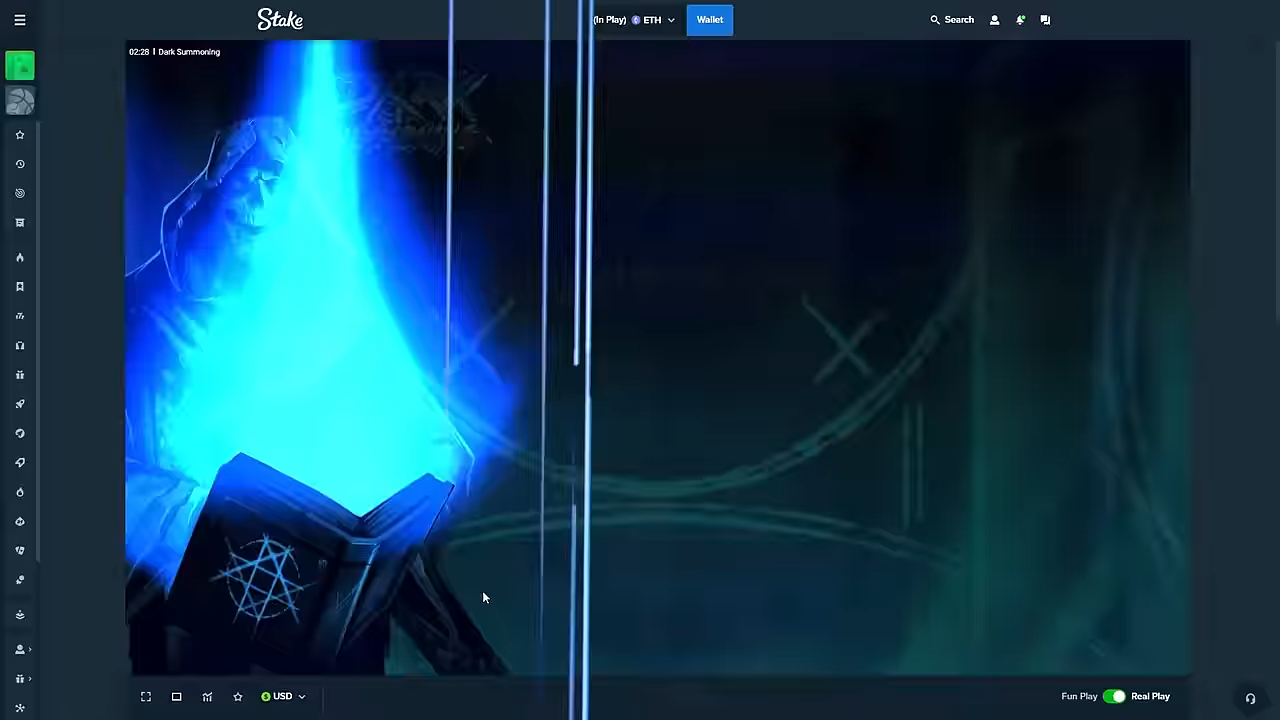 Stake
(In Play) ETH
Wallet
Search
02:28 | Dark Summoning
USD
Fun Play
Real Play